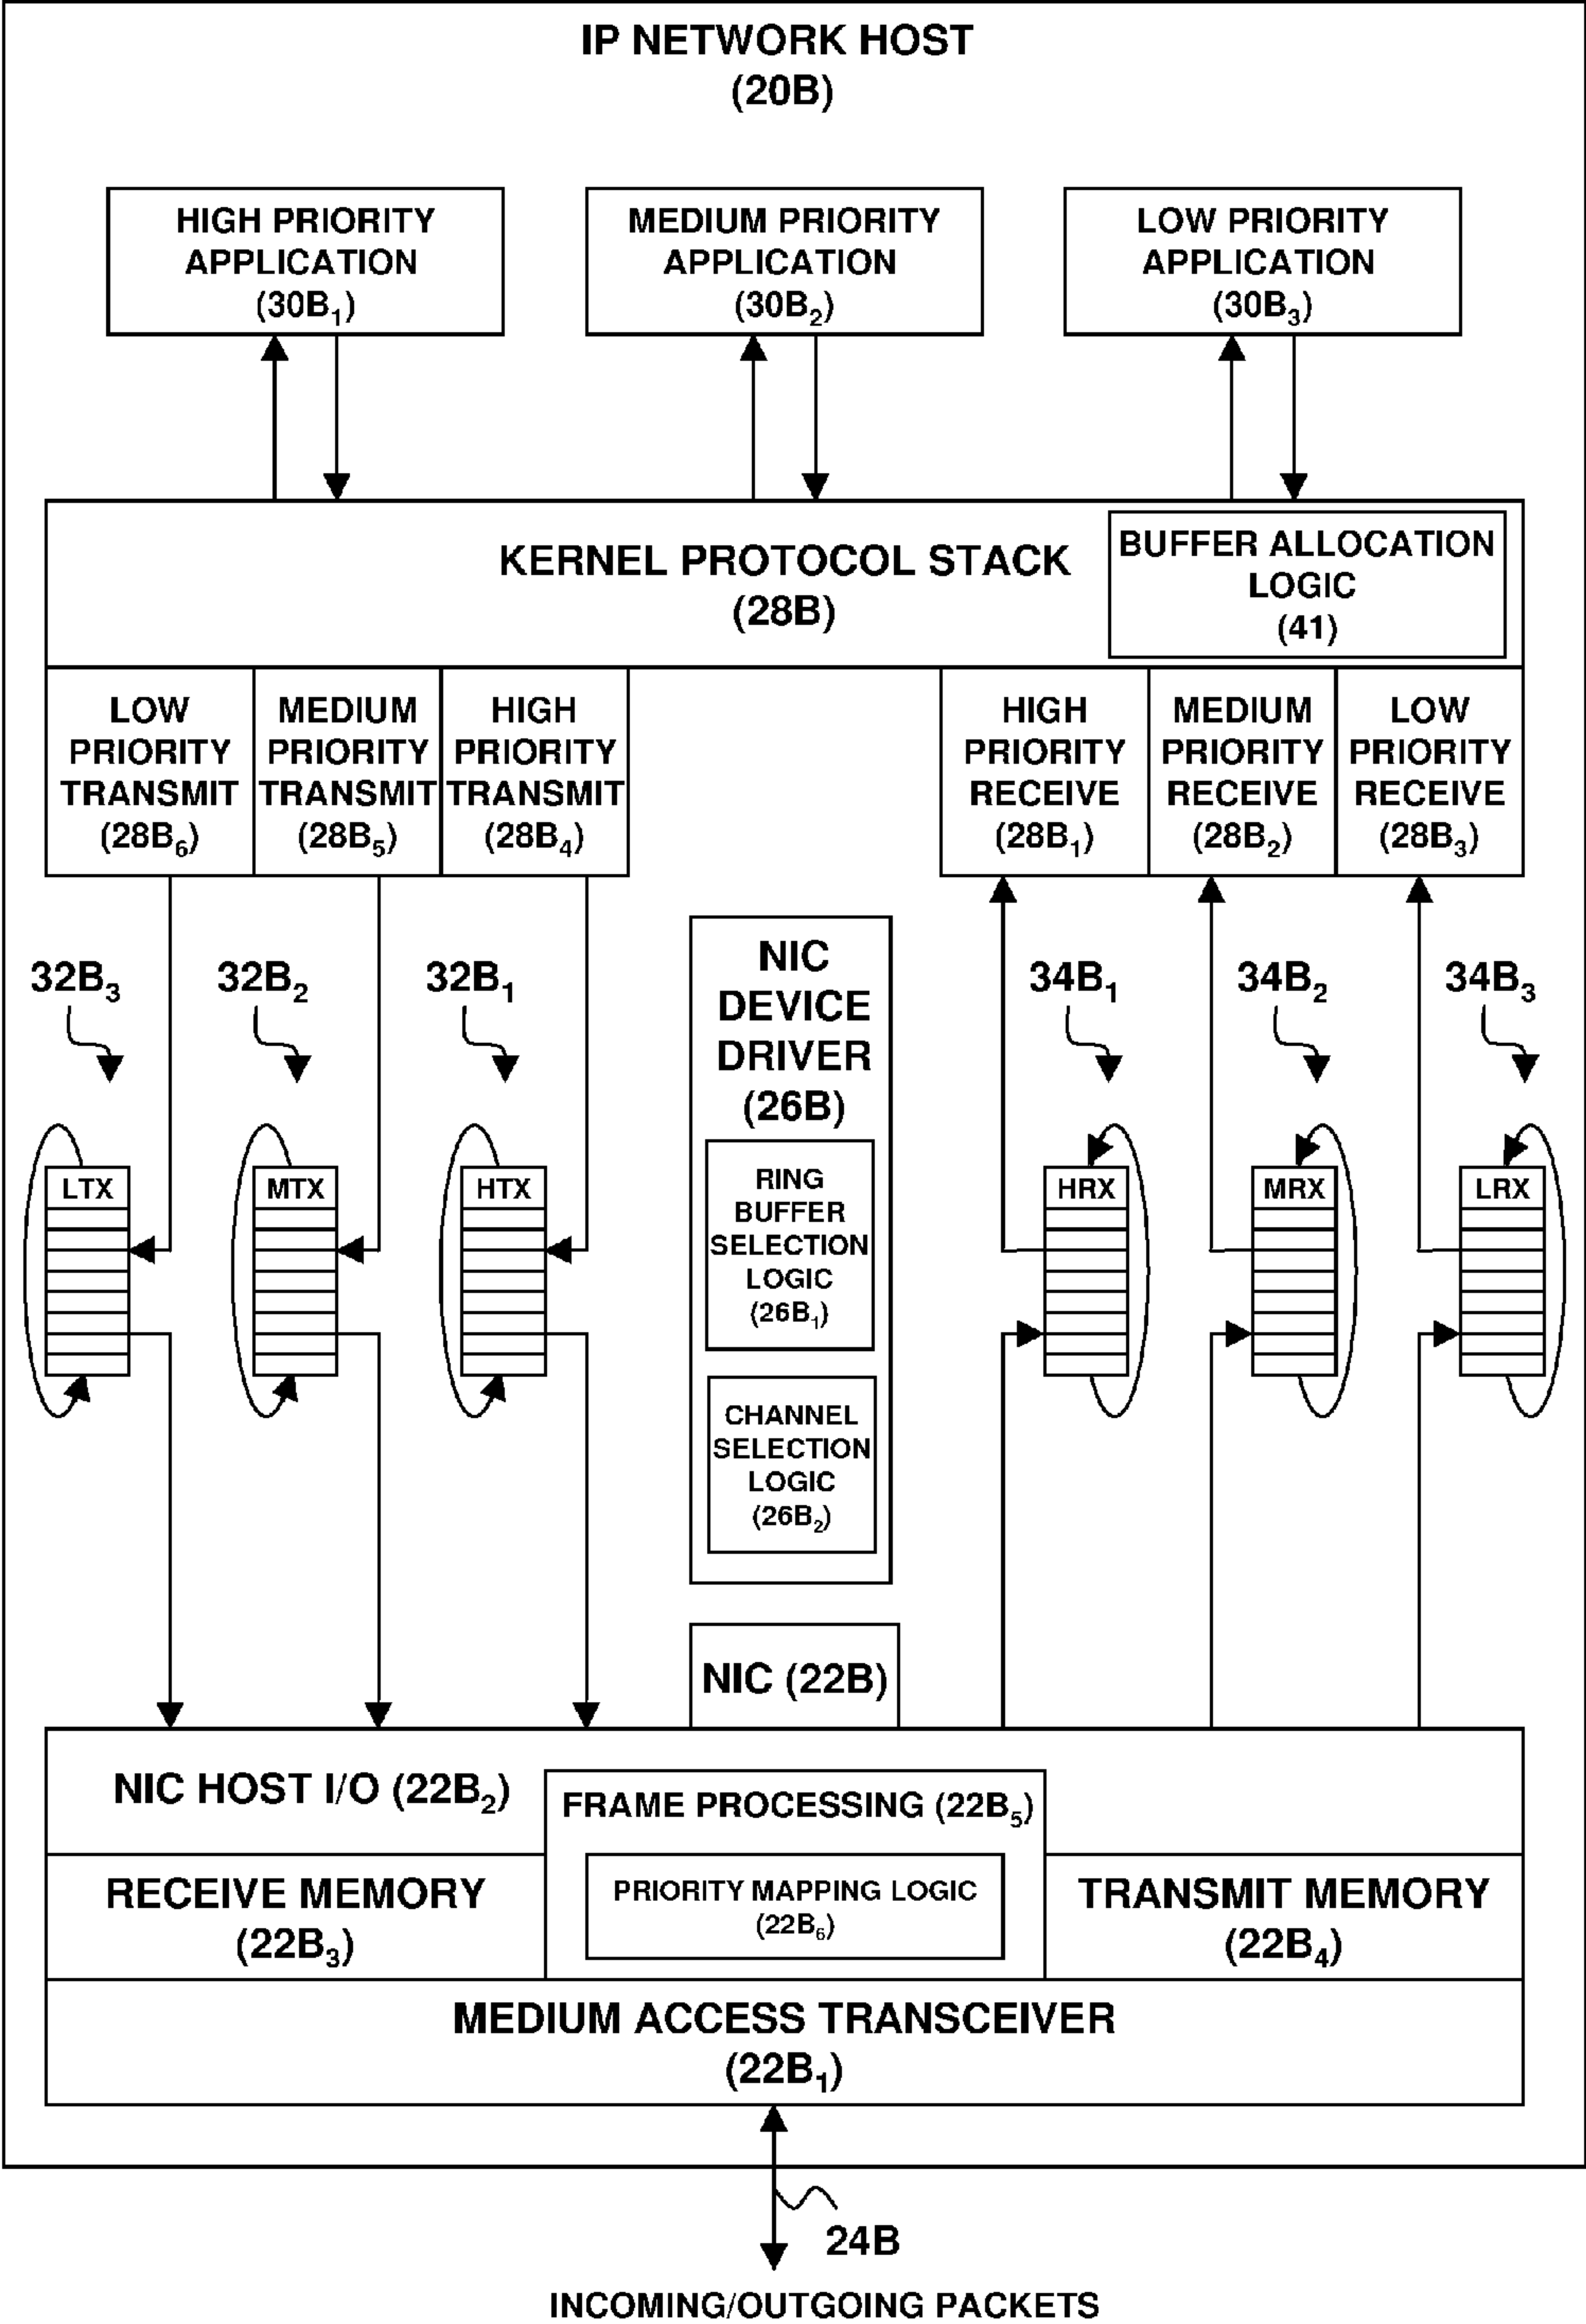 IP NETWORK HOST
(20B)
HIGH PRIORITY
APPLICATION
(30B₁)
MEDIUM PRIORITY
APPLICATION
(30B₂)
LOW PRIORITY
APPLICATION
(30B₃)
KERNEL PROTOCOL STACK
(28B)
BUFFER ALLOCATION
LOGIC
(41)
LOW
PRIORITY
TRANSMIT
(28B₆)
MEDIUM
PRIORITY
TRANSMIT
(28B₅)
HIGH
PRIORITY
TRANSMIT
(28B₄)
HIGH
PRIORITY
RECEIVE
(28B₁)
MEDIUM
PRIORITY
RECEIVE
(28B₂)
LOW
PRIORITY
RECEIVE
(28B₃)
32B₃
32B₂
32B₁
NIC
DEVICE
DRIVER
(26B)
34B₁
34B₂
34B₃
LTX
MTX
HTX
RING
BUFFER
SELECTION
LOGIC
(26B₁)
HRX
MRX
LRX
CHANNEL
SELECTION
LOGIC
(26B₂)
NIC (22B)
NIC HOST I/O (22B₂)
FRAME PROCESSING (22B₅)
RECEIVE MEMORY
(22B₃)
PRIORITY MAPPING LOGIC
(22B₆)
TRANSMIT MEMORY
(22B₄)
MEDIUM ACCESS TRANSCEIVER
(22B₁)
24B
INCOMING/OUTGOING PACKETS